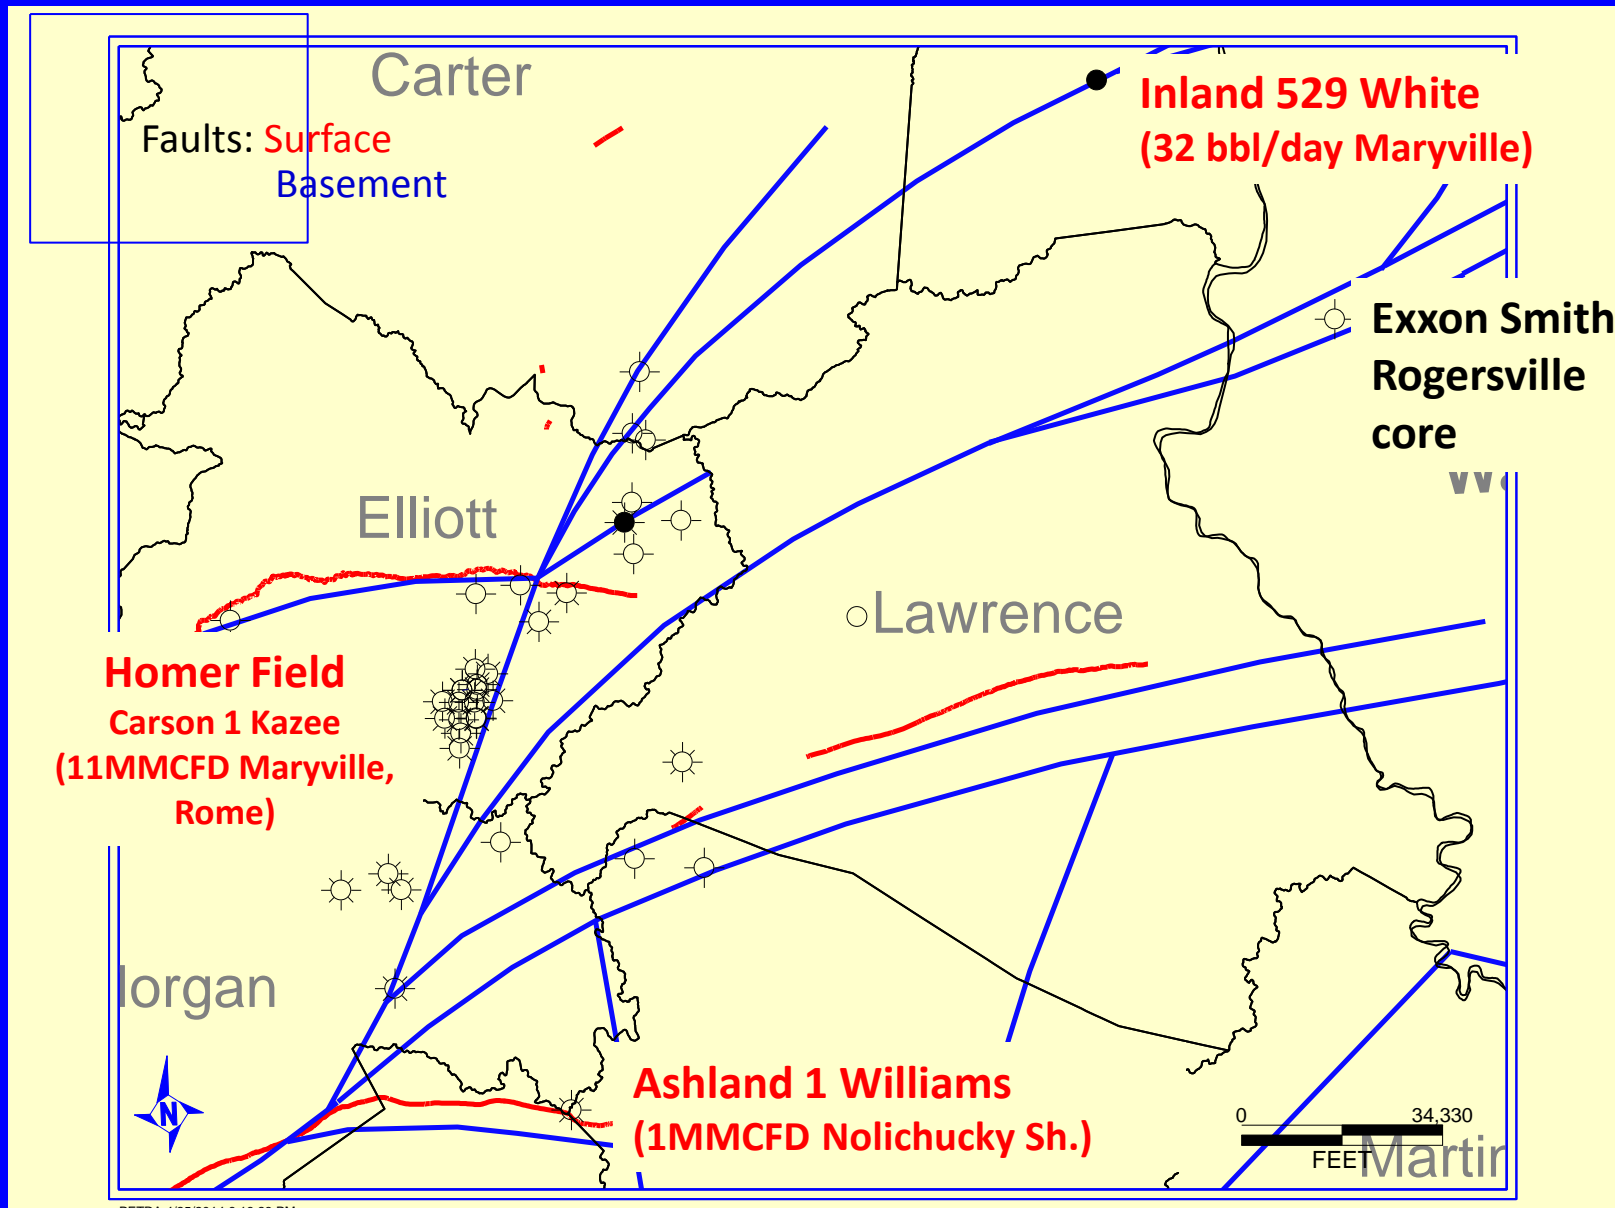 Carter
Inland 529 White
(32 bbl/day Maryville)
Faults: Surface
Basement
Exxon Smith
Rogersville
core
Elliott
Lawrence
Homer Field
Carson 1 Kazee
(11MMCFD Maryville,
Rome)
lorgan
Ashland 1 Williams
(1MMCFD Nolichucky Sh.)
N
0 34,330
FEET
Martin